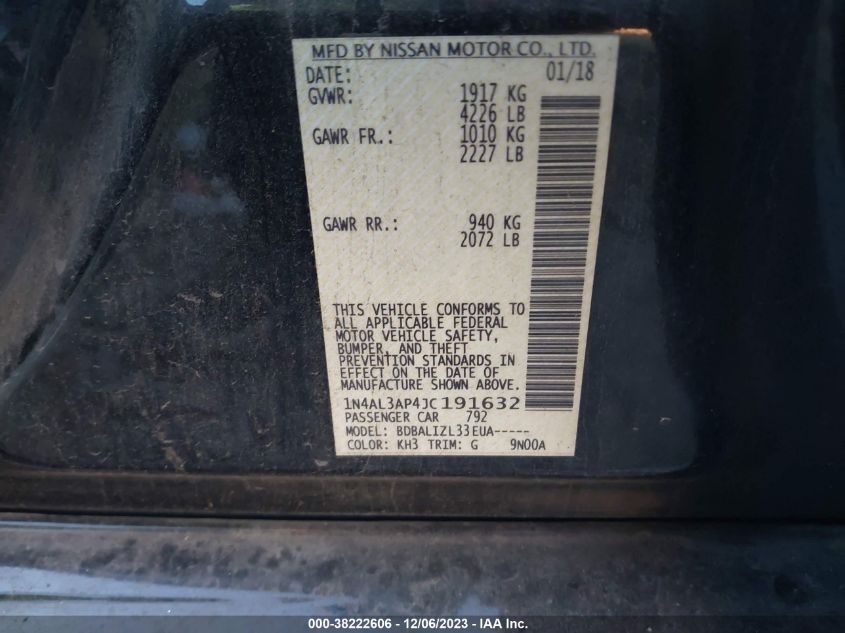 MFD BY NISSAN MOTOR CO., LTD.
DATE: 01/18
GVWR: 1917 KG
4226 LB
GAWR FR.: 1010 KG
2227 LB
GAWR RR.: 940 KG
2072 LB
THIS VEHICLE CONFORMS TO
ALL APPLICABLE FEDERAL
MOTOR VEHICLE SAFETY,
BUMPER, AND THEFT
PREVENTION STANDARDS IN
EFFECT ON THE DATE OF
MANUFACTURE SHOWN ABOVE.
1N4AL3AP4JC191632
PASSENGER CAR 792
MODEL: BDBALIZL33EUA-----
COLOR: KH3 TRIM: G 9N00A
000-38222606 - 12/06/2023 - IAA Inc.